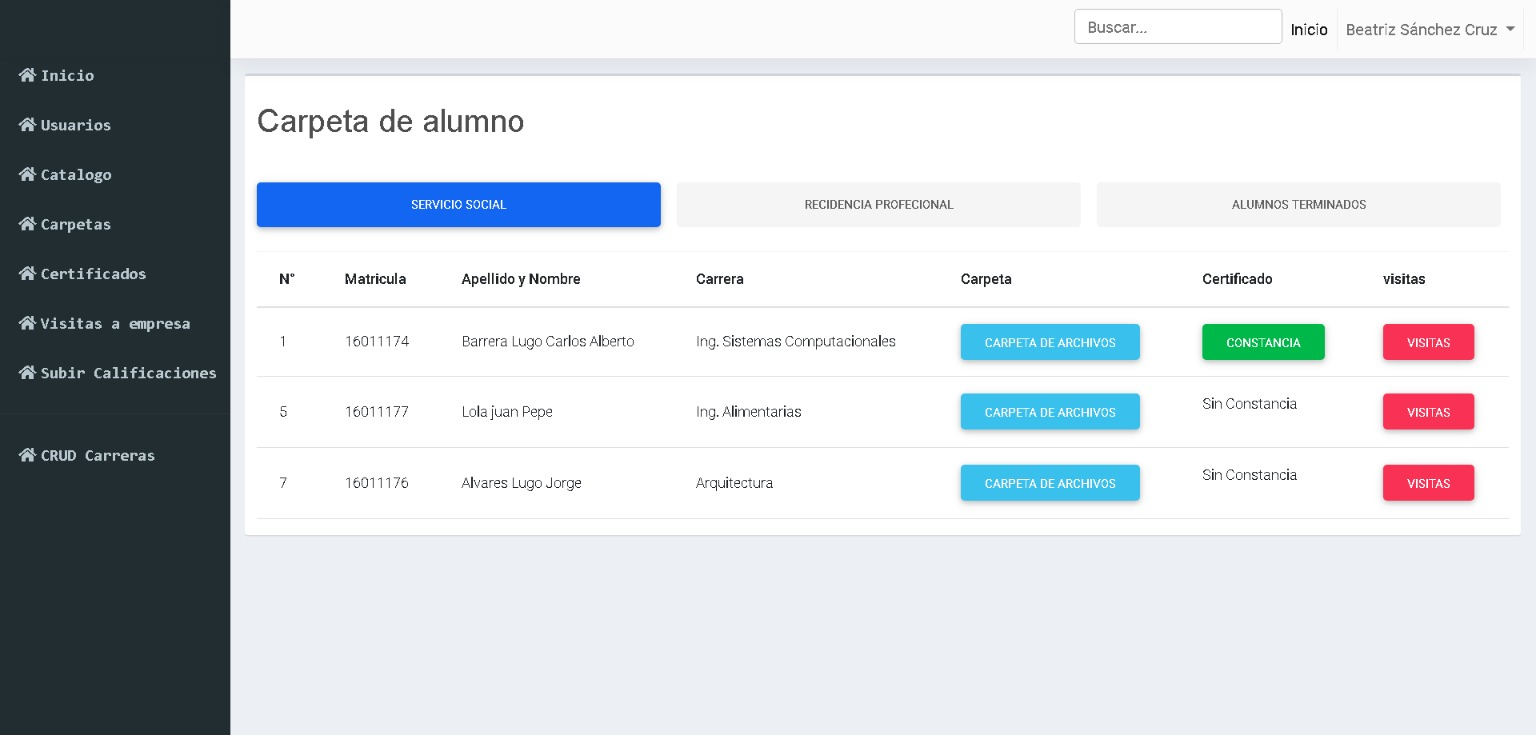 Buscar...
Inicio
Beatriz Sánchez Cruz
Inicio
Usuarios
Catalogo
Carpetas
Certificados
Visitas a empresa
Subir Calificaciones
CRUD Carreras
Carpeta de alumno
SERVICIO SOCIAL
RECIDENCIA PROFECIONAL
ALUMNOS TERMINADOS
N° Matricula Apellido y Nombre Carrera Carpeta Certificado visitas
1 16011174 Barrera Lugo Carlos Alberto Ing. Sistemas Computacionales CARPETA DE ARCHIVOS CONSTANCIA VISITAS
5 16011177 Lola juan Pepe Ing. Alimentarias CARPETA DE ARCHIVOS Sin Constancia VISITAS
7 16011176 Alvares Lugo Jorge Arquitectura CARPETA DE ARCHIVOS Sin Constancia VISITAS